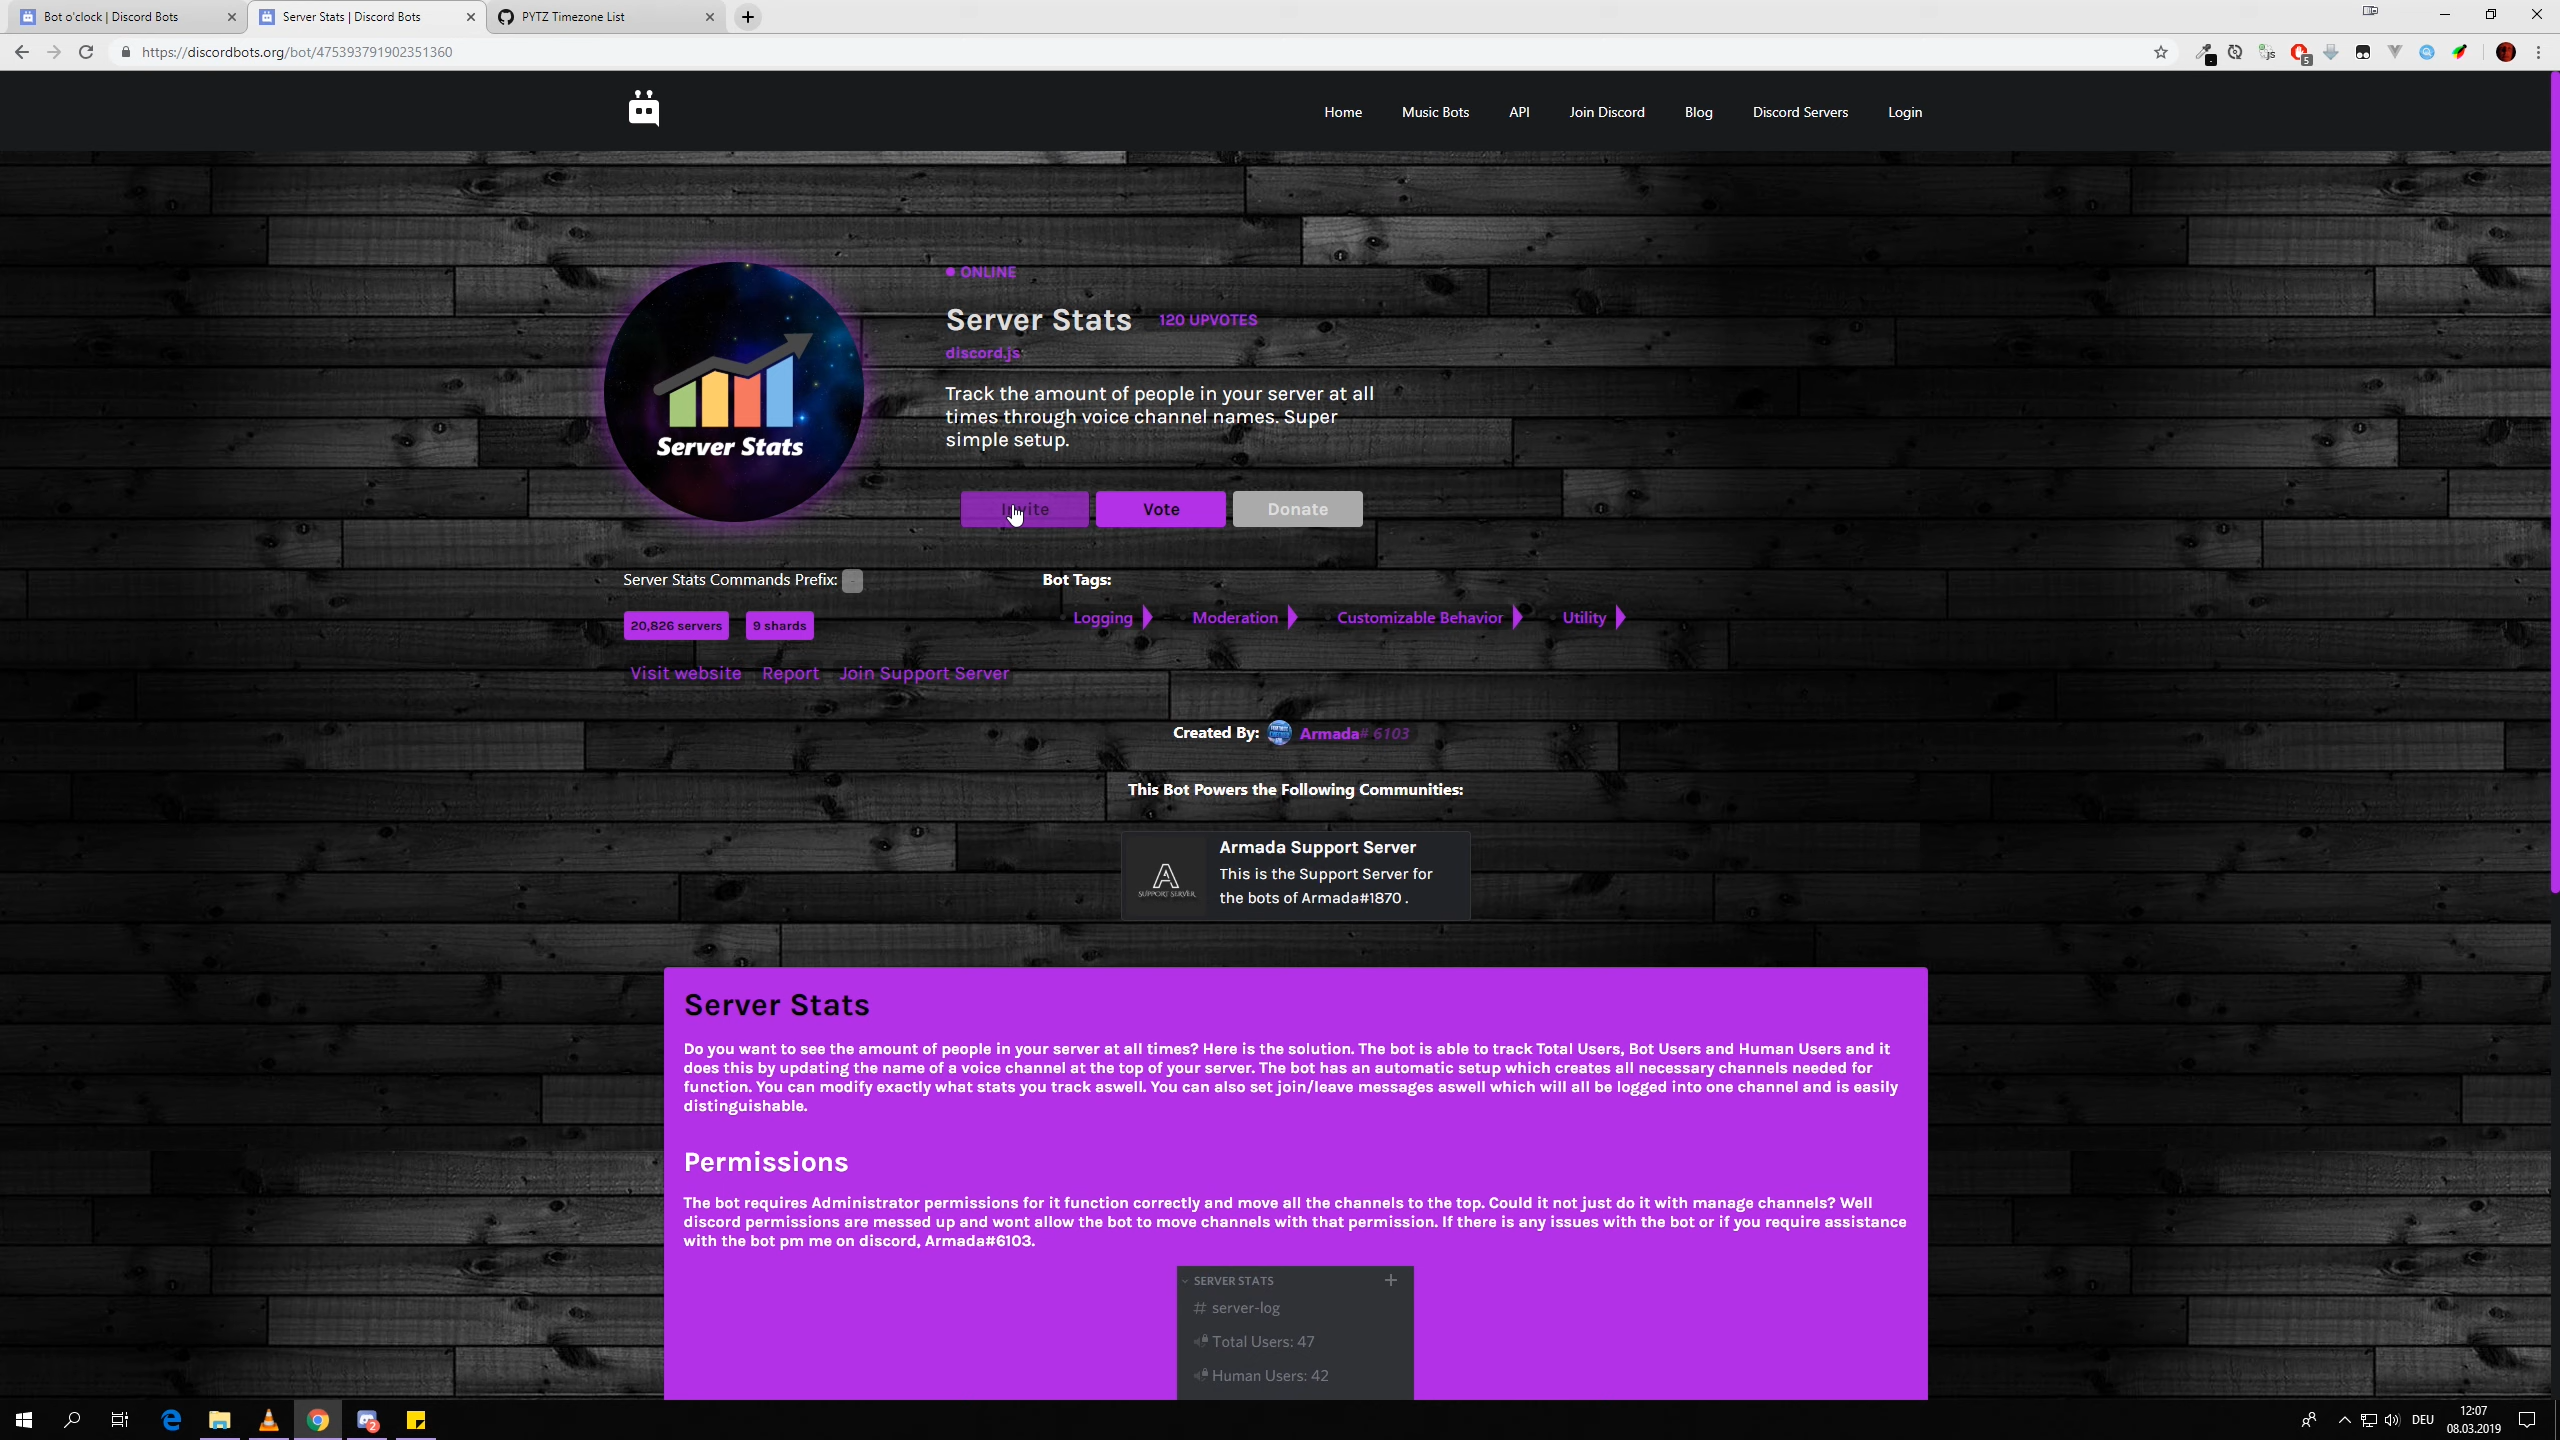 Bot o'clock | Discord Bots
Server Stats | Discord Bots
PYTZ Timezone List
https://discordbots.org/bot/475393791902351360
js
5
Home
Music Bots
API
Join Discord
Blog
Discord Servers
Login
ONLINE
Server Stats
120 UPVOTES
discord.js
Track the amount of people in your server at all
times through voice channel names. Super
simple setup.
Server Stats
Invite
Vote
Donate
Server Stats Commands Prefix:
Bot Tags:
Logging
Moderation
Customizable Behavior
Utility
20,826 servers
9 shards
Visit website
Report
Join Support Server
Created By:
Armada# 6103
This Bot Powers the Following Communities:
A
SUPPORT SERVER
Armada Support Server
This is the Support Server for
the bots of Armada#1870 .
Server Stats
Do you want to see the amount of people in your server at all times? Here is the solution. The bot is able to track Total Users, Bot Users and Human Users and it
does this by updating the name of a voice channel at the top of your server. The bot has an automatic setup which creates all necessary channels needed for
function. You can modify exactly what stats you track aswell. You can also set join/leave messages aswell which will all be logged into one channel and is easily
distinguishable.
Permissions
The bot requires Administrator permissions for it function correctly and move all the channels to the top. Could it not just do it with manage channels? Well
discord permissions are messed up and wont allow the bot to move channels with that permission. If there is any issues with the bot or if you require assistance
with the bot pm me on discord, Armada#6103.
SERVER STATS
# server-log
Total Users: 47
Human Users: 42
2
DEU
12:07
08.03.2019